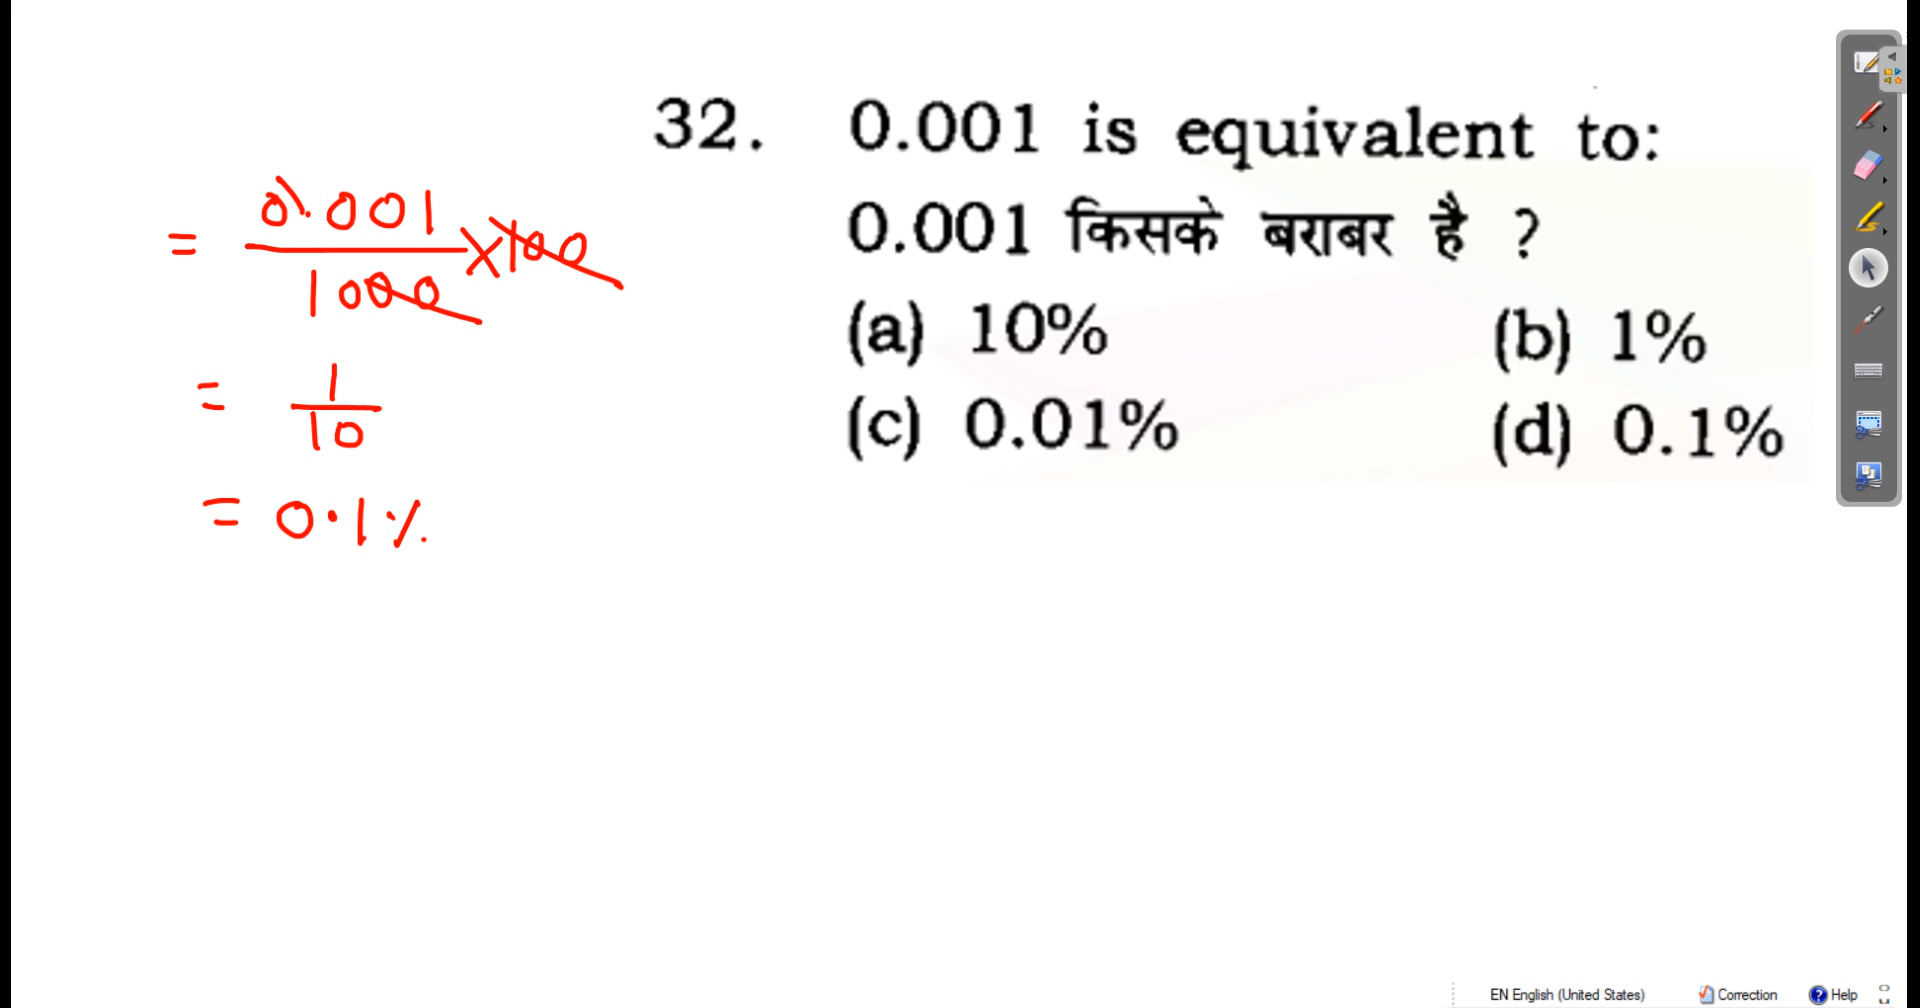 32. 0.001 is equivalent to:
0.001 किसके बराबर है ?
(a) 10% (b) 1%
(c) 0.01% (d) 0.1%
= 0.001/1000 × 100
= 1/10
= 0.1%
EN English (United States) Correction Help